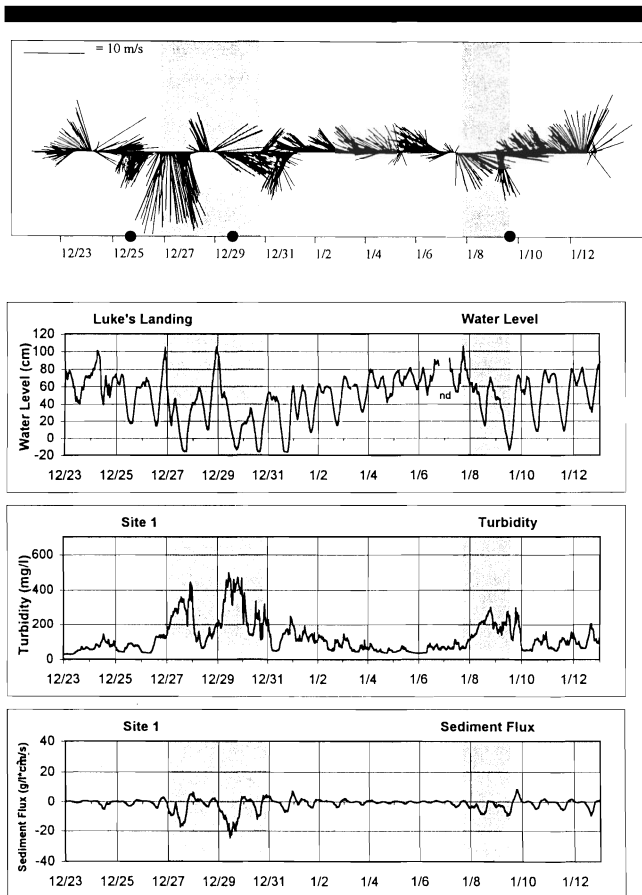 = 10 m/s
12/23 12/25 12/27 12/29 12/31 1/2 1/4 1/6 1/8 1/10 1/12
Luke's Landing Water Level
Water Level (cm)
120
100
80
60
40
20
0
-20
nd
12/23 12/25 12/27 12/29 12/31 1/2 1/4 1/6 1/8 1/10 1/12
Site 1 Turbidity
Turbidity (mg/l)
600
400
200
0
12/23 12/25 12/27 12/29 12/31 1/2 1/4 1/6 1/8 1/10 1/12
Site 1 Sediment Flux
Sediment Flux (g/l*cm/s)
40
20
0
-20
-40
12/23 12/25 12/27 12/29 12/31 1/2 1/4 1/6 1/8 1/10 1/12